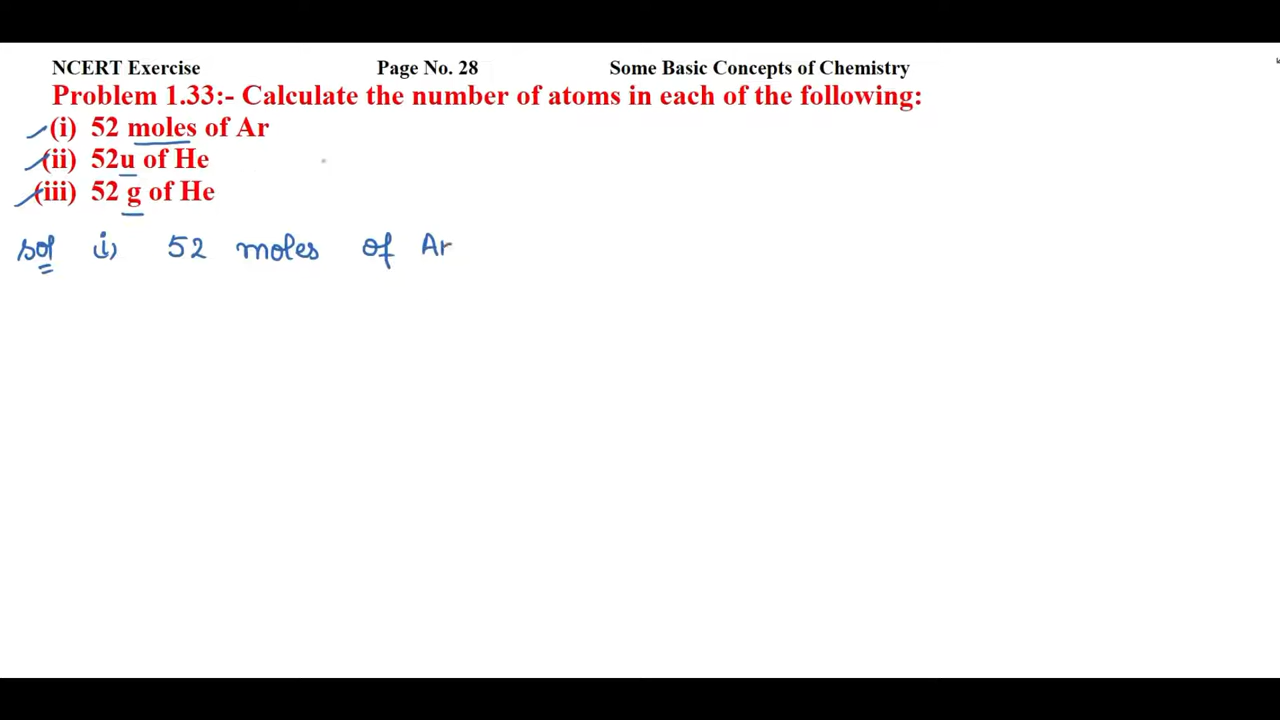 NCERT Exercise Page No. 28 Some Basic Concepts of Chemistry
Problem 1.33:- Calculate the number of atoms in each of the following:
(i) 52 moles of Ar
(ii) 52u of He
(iii) 52 g of He
sol (i) 52 moles of Ar